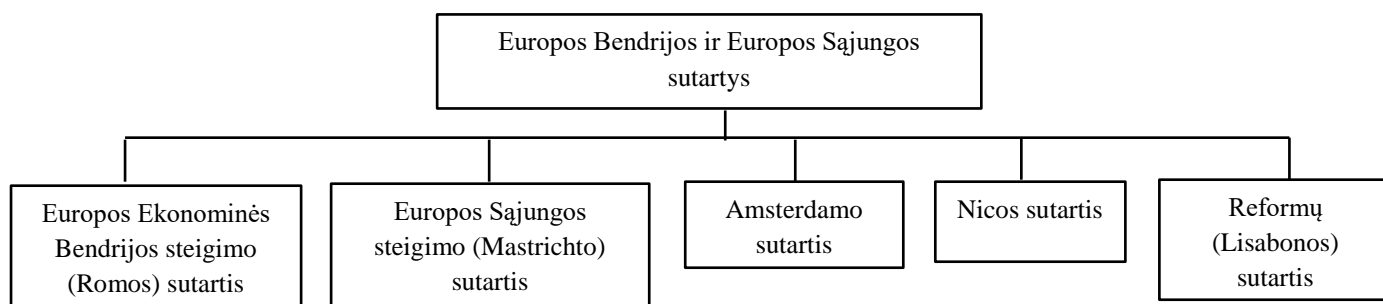 Europos Bendrijos ir Europos Sąjungos
sutartys
Europos Ekonominės
Bendrijos steigimo
(Romos) sutartis
Europos Sąjungos
steigimo (Mastrichto)
sutartis
Amsterdamo
sutartis
Nicos sutartis
Reformų
(Lisabonos)
sutartis